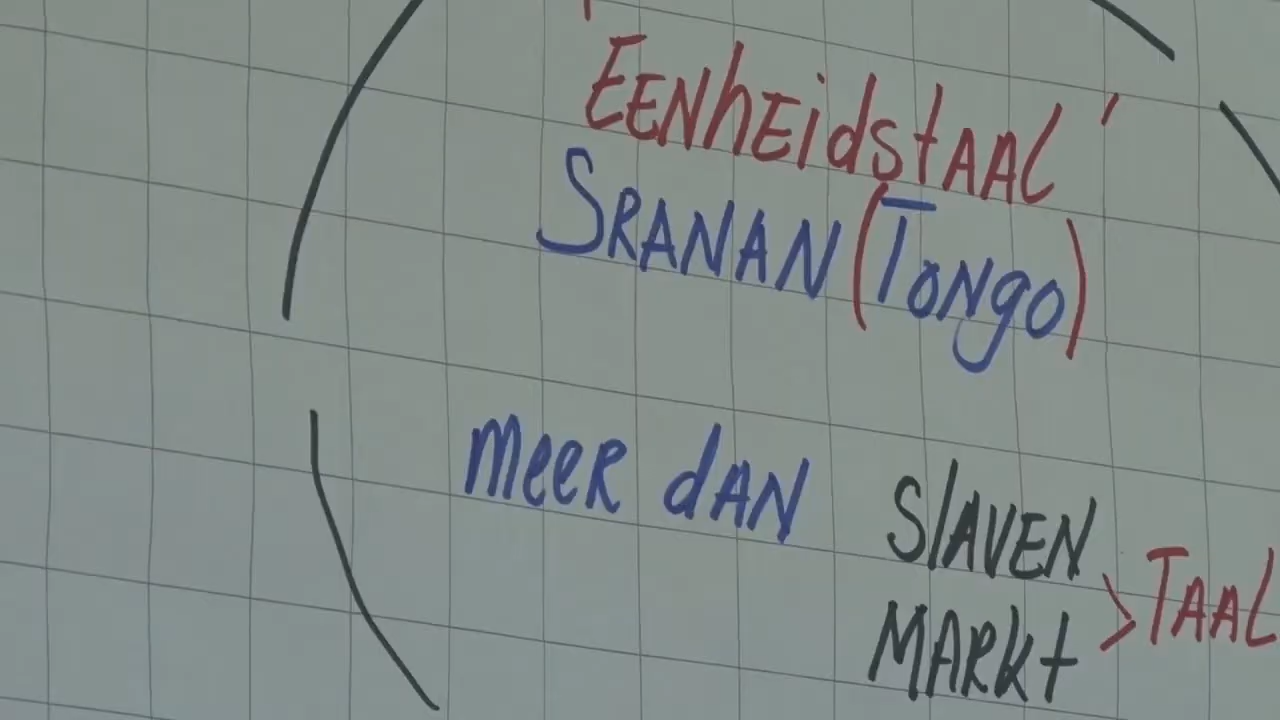 'EENhEidstAAL'
SRANAN (TONgO)
MEER dAN
SlAVEN
MARkt > TAAL